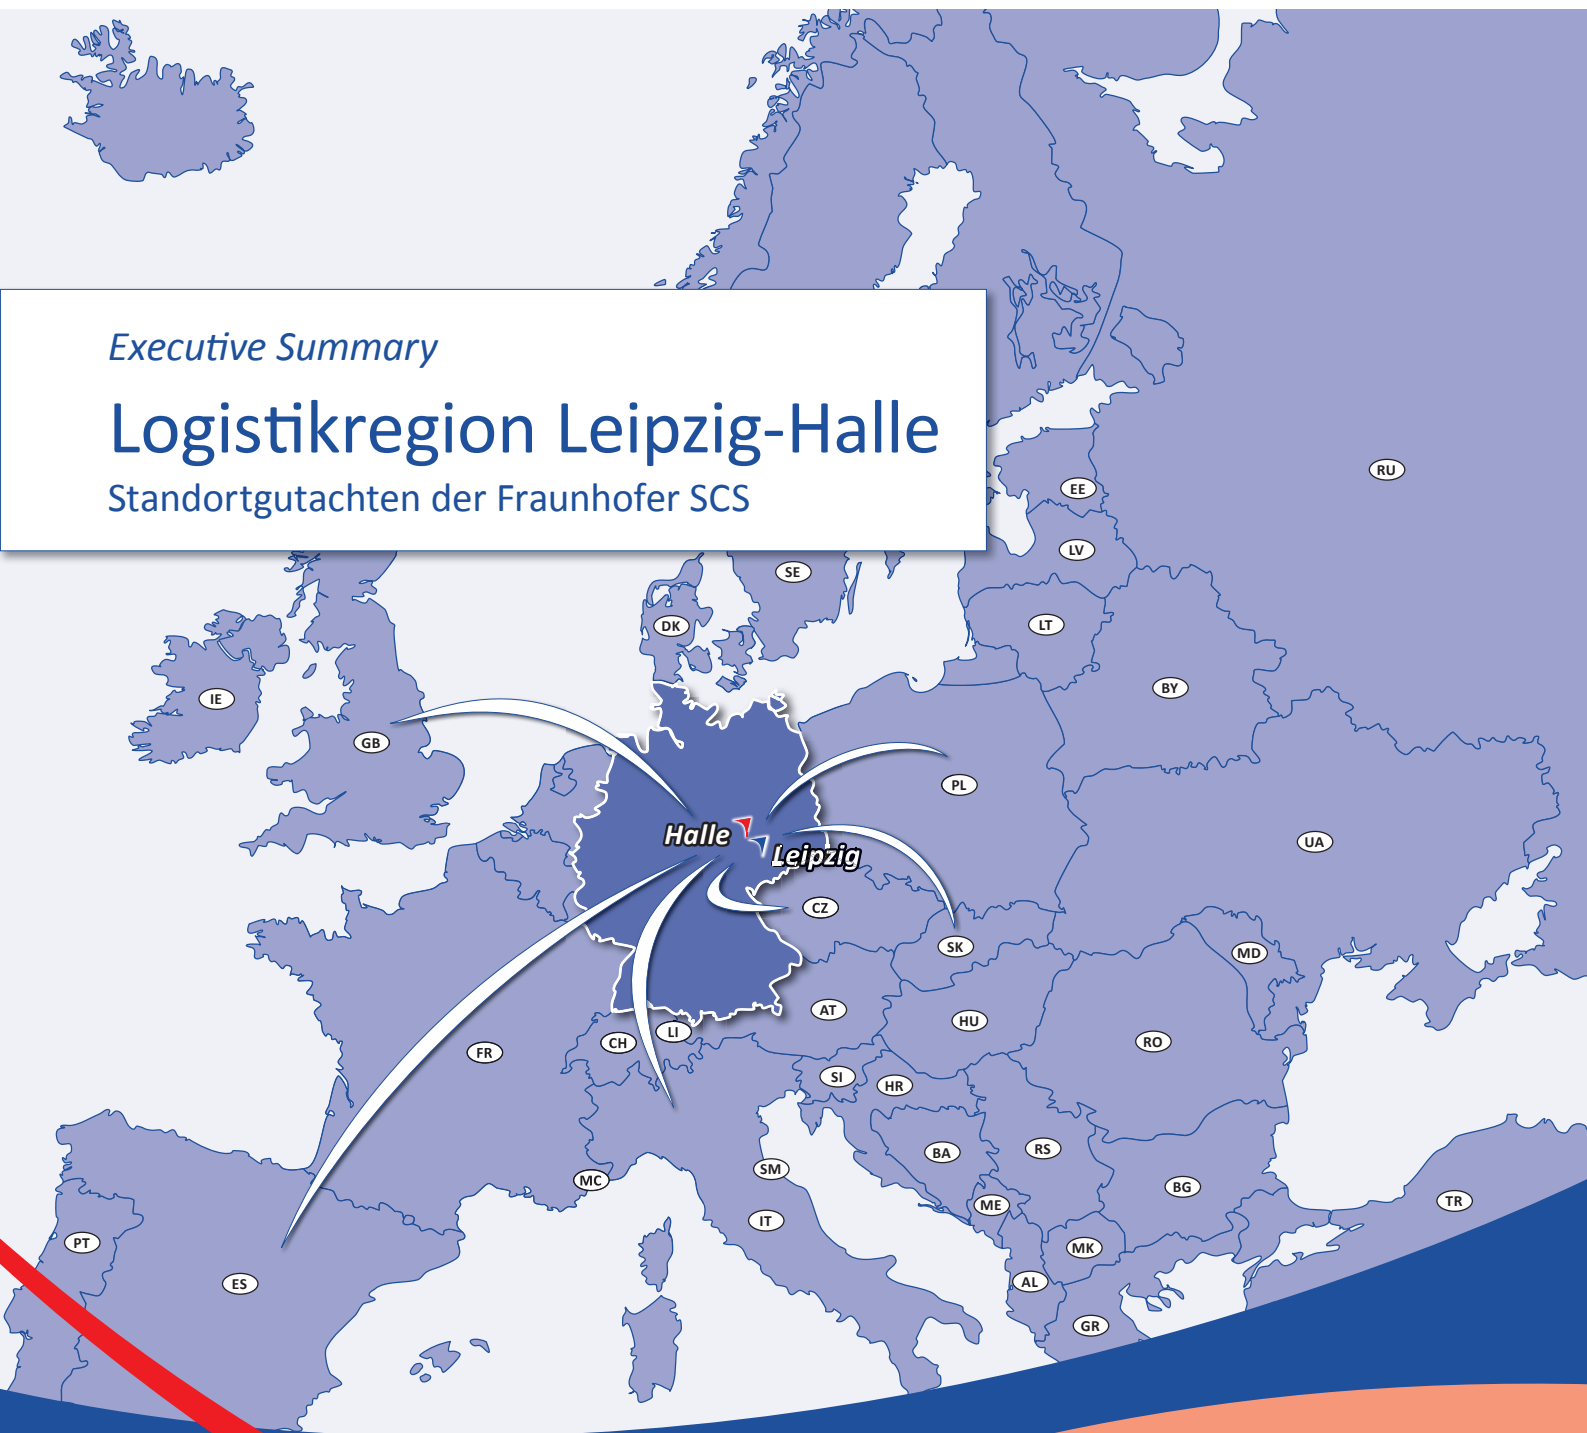 Executive Summary
Logistikregion Leipzig-Halle
Standortgutachten der Fraunhofer SCS
RU
EE
LV
SE
DK
LT
BY
IE
GB
PL
Halle
Leipzig
UA
CZ
SK
MD
AT
HU
LI
CH
RO
FR
SI
HR
BA
RS
SM
MC
BG
ME
TR
IT
PT
MK
AL
ES
GR